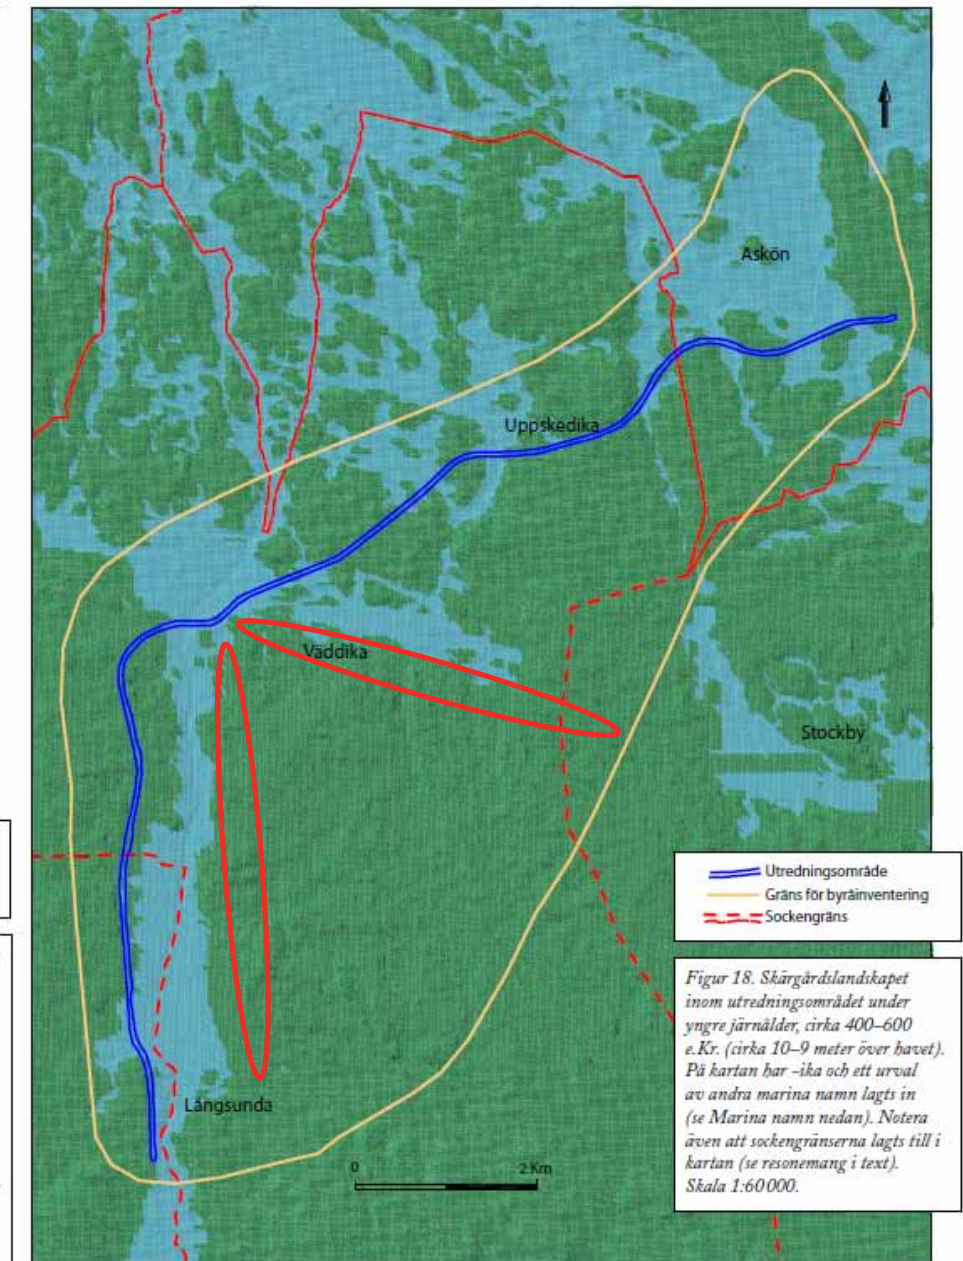 Askön
Uppskedika
Väddika
Stockby
Långsunda
0 2 Km
Utredningsområde
Gräns för byråinventering
Sockengräns
Figur 18. Skärgårdslandskapet
inom utredningsområdet under
yngre järnålder, cirka 400–600
e.Kr. (cirka 10–9 meter över havet).
På kartan har –ika och ett urval
av andra marina namn lagts in
(se Marina namn nedan). Notera
även att sockengränserna lagts till i
kartan (se resonemang i text).
Skala 1:60 000.